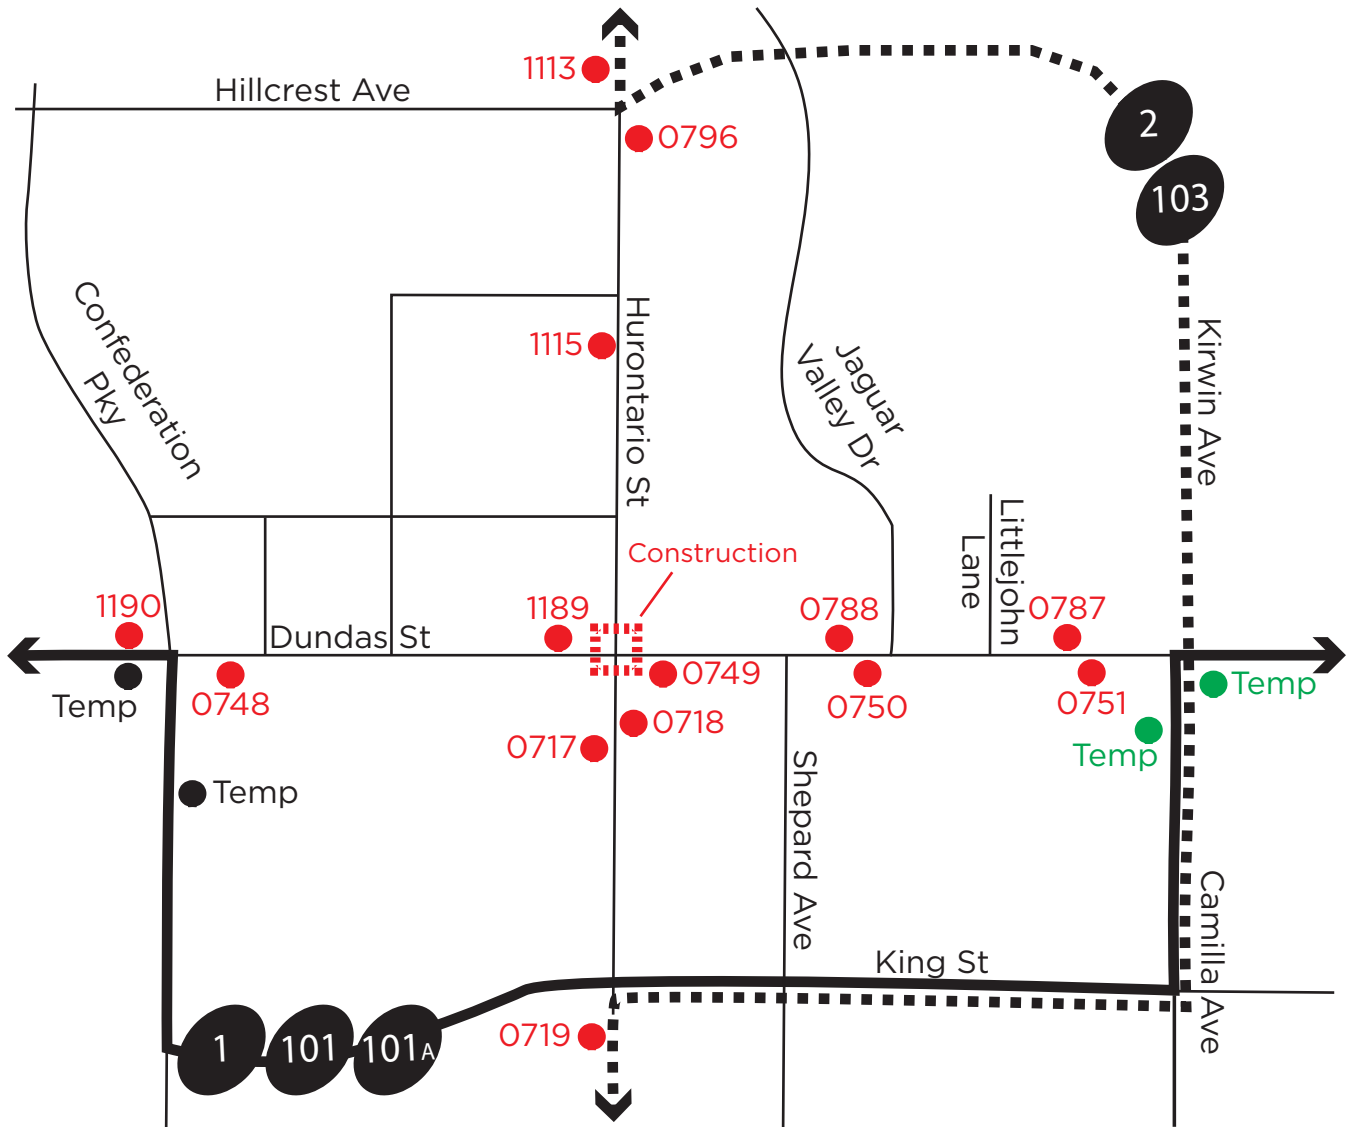 1113
Hillcrest Ave
0796
2
103
Confederation
Pky
1115
Hurontario St
Jaguar
Valley Dr
Kirwin Ave
Construction
Littlejohn
Lane
1190
1189
0788
0787
Dundas St
Temp
0748
0749
0750
0751
Temp
0718
0717
Temp
Temp
Shepard Ave
Camilla Ave
King St
0719
1
101
101A